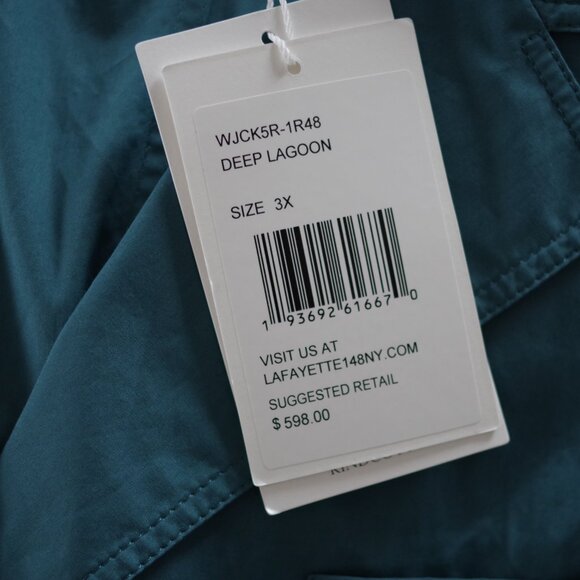 WJCK5R-1R48
DEEP LAGOON
SIZE 3X
1 93692 61667 0
VISIT US AT
LAFAYETTE148NY.COM
SUGGESTED RETAIL
$ 598.00